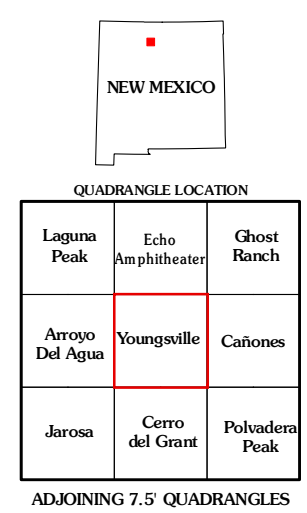 NEW MEXICO
QUADRANGLE LOCATION
Laguna
Peak
Echo
Amphitheater
Ghost
Ranch
Arroyo
Del Agua
Youngsville
Cañones
Jarosa
Cerro
del Grant
Polvadera
Peak
ADJOINING 7.5' QUADRANGLES